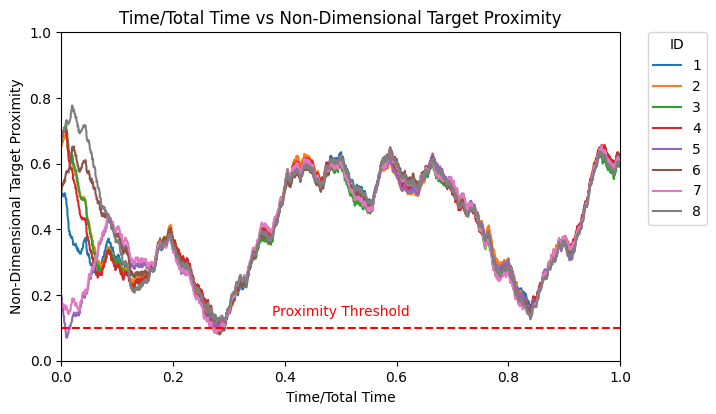 Time/Total Time vs Non-Dimensional Target Proximity
Non-Dimensional Target Proximity
1.0
0.8
0.6
0.4
0.2
0.0
Proximity Threshold
0.0 0.2 0.4 0.6 0.8 1.0
Time/Total Time
ID
1
2
3
4
5
6
7
8